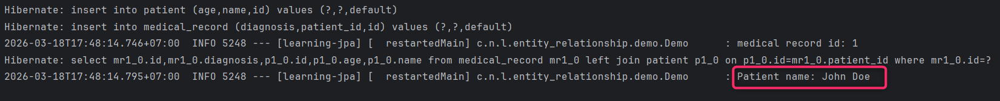 Hibernate: insert into patient (age,name,id) values (?,?,default)
Hibernate: insert into medical_record (diagnosis,patient_id,id) values (?,?,default)
2026-03-18T17:48:14.746+07:00  INFO 5248 --- [learning-jpa] [  restartedMain] c.n.l.entity_relationship.demo.Demo      : medical record id: 1
Hibernate: select mr1_0.id,mr1_0.diagnosis,p1_0.id,p1_0.age,p1_0.name from medical_record mr1_0 left join patient p1_0 on p1_0.id=mr1_0.patient_id where mr1_0.id=?
2026-03-18T17:48:14.795+07:00  INFO 5248 --- [learning-jpa] [  restartedMain] c.n.l.entity_relationship.demo.Demo      : Patient name: John Doe